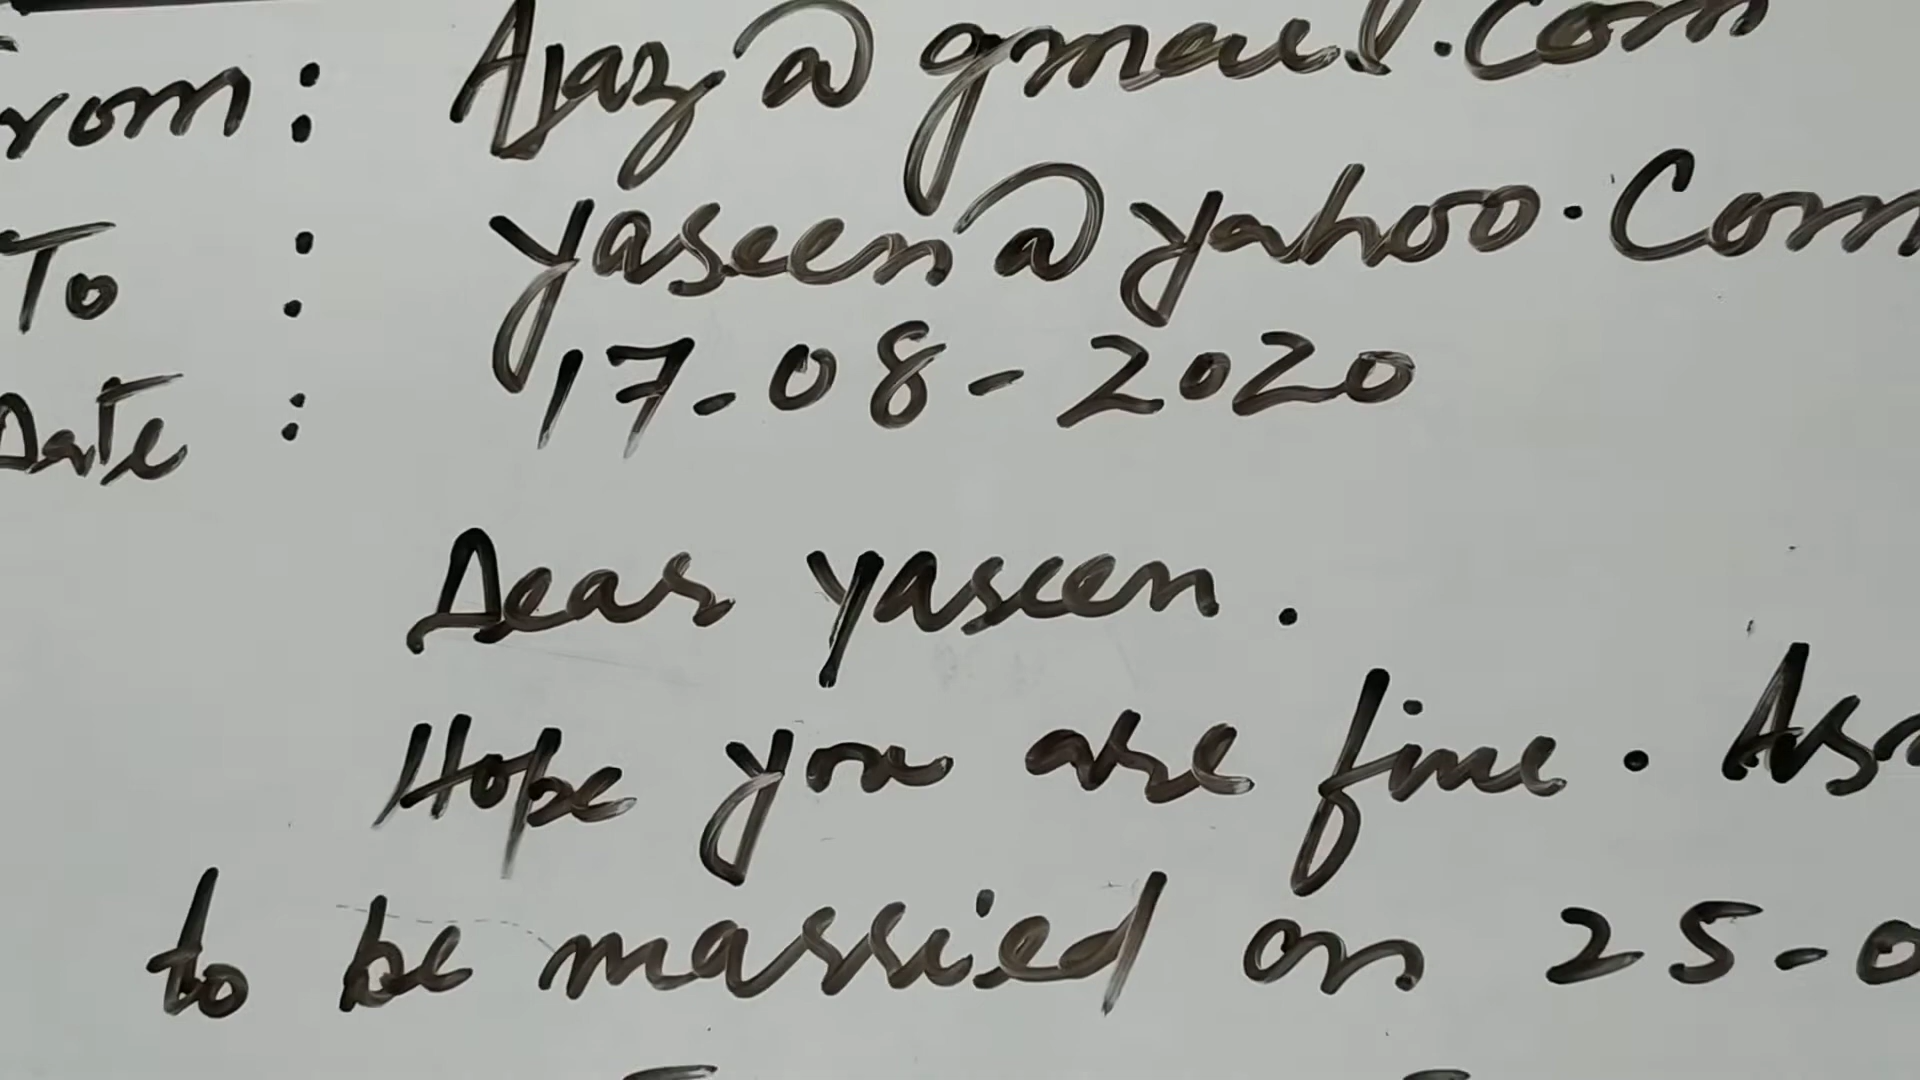 From : Ajaz@gmail.com
To : yaseen@yahoo.com
Date : 17-08-2020
Dear yaseen.
Hope you are fine.
to be married on 25-0